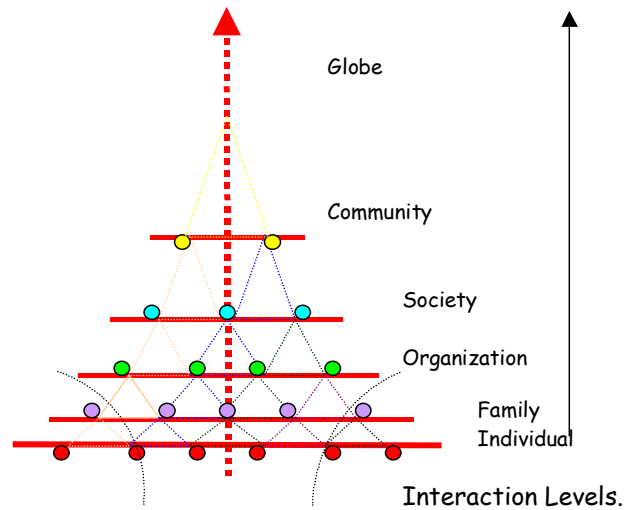 Globe
Community
Society
Organization
Family
Individual
Interaction Levels.